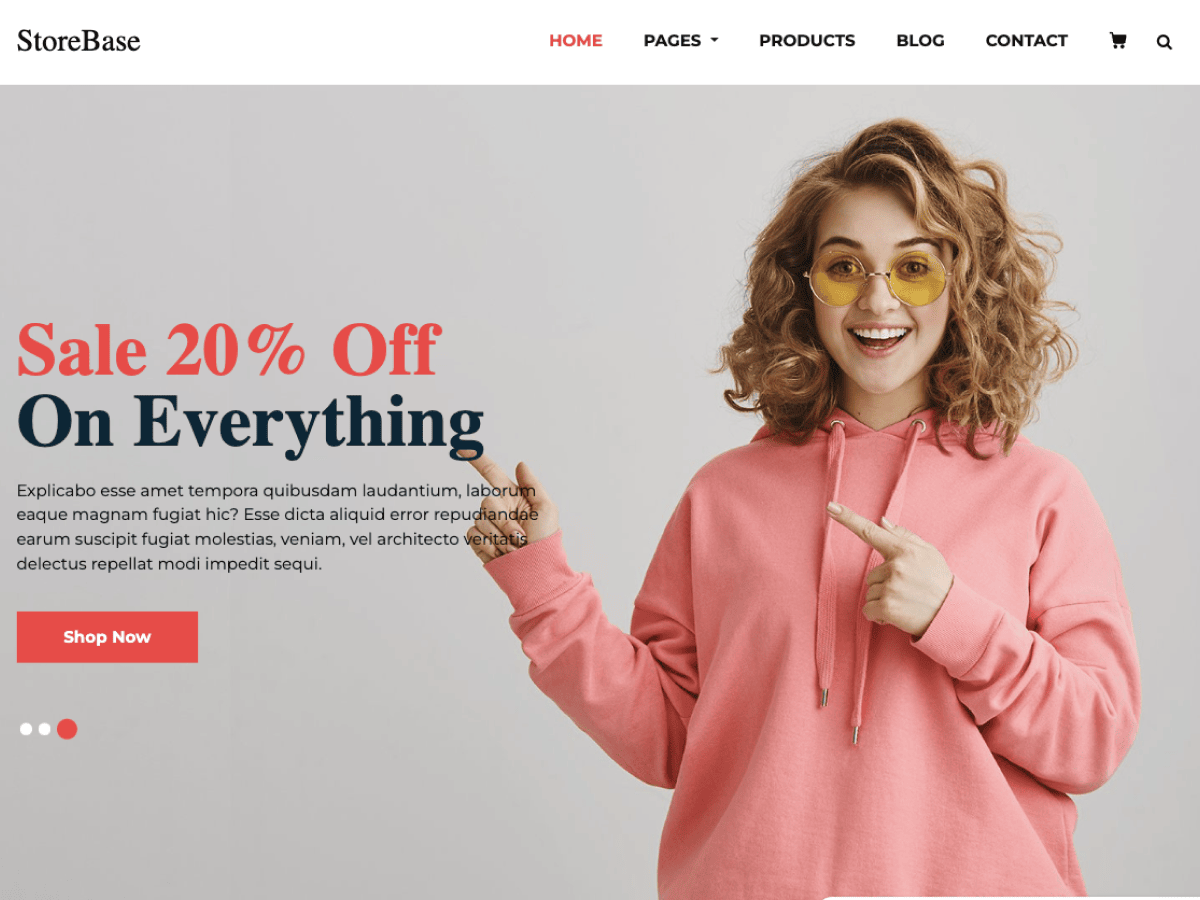 StoreBase
HOME PAGES PRODUCTS BLOG CONTACT
Sale 20% Off
On Everything
Explicabo esse amet tempora quibusdam laudantium, laborum
eaque magnam fugiat hic? Esse dicta aliquid error repudiandae
earum suscipit fugiat molestias, veniam, vel architecto veritatis
delectus repellat modi impedit sequi.
Shop Now